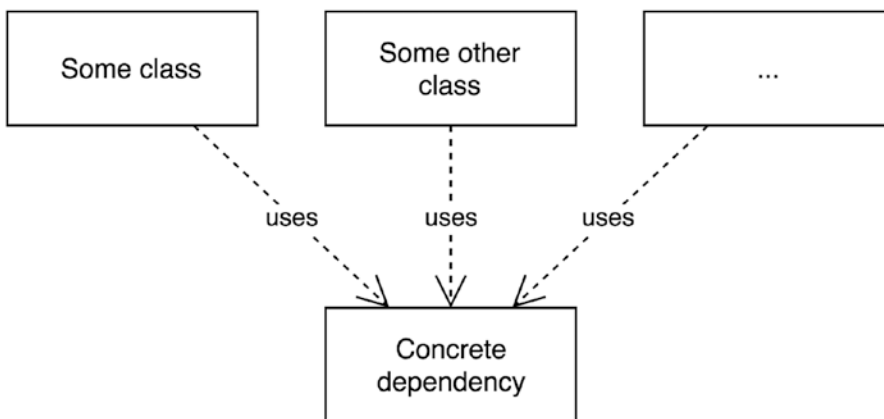 Some class
Some other
class
...
uses
uses
uses
Concrete
dependency